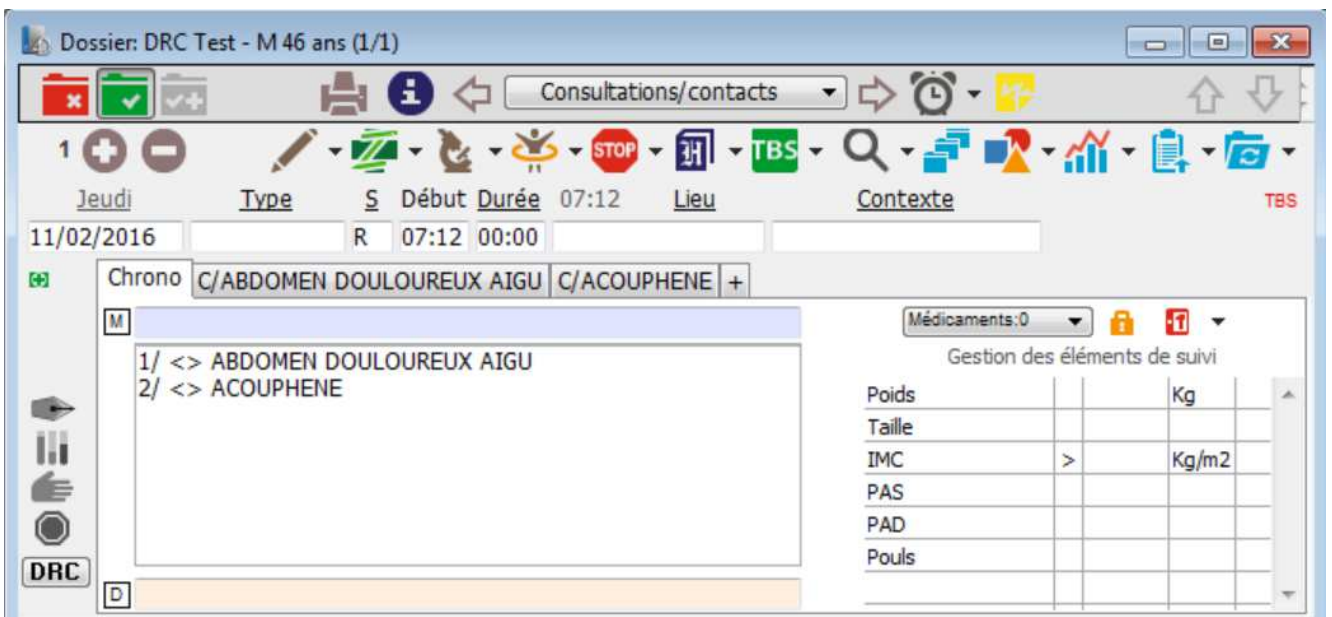 Dossier: DRC Test - M 46 ans (1/1)
Consultations/contacts
1 STOP H TBS
Jeudi Type S Début Durée 07:12 Lieu Contexte TBS
11/02/2016 R 07:12 00:00
Chrono C/ABDOMEN DOULOUREUX AIGU C/ACOUPHENE +
M Médicaments:0
Gestion des éléments de suivi
1/ <> ABDOMEN DOULOUREUX AIGU
2/ <> ACOUPHENE
Poids Kg
Taille
IMC > Kg/m2
PAS
PAD
Pouls
DRC
D